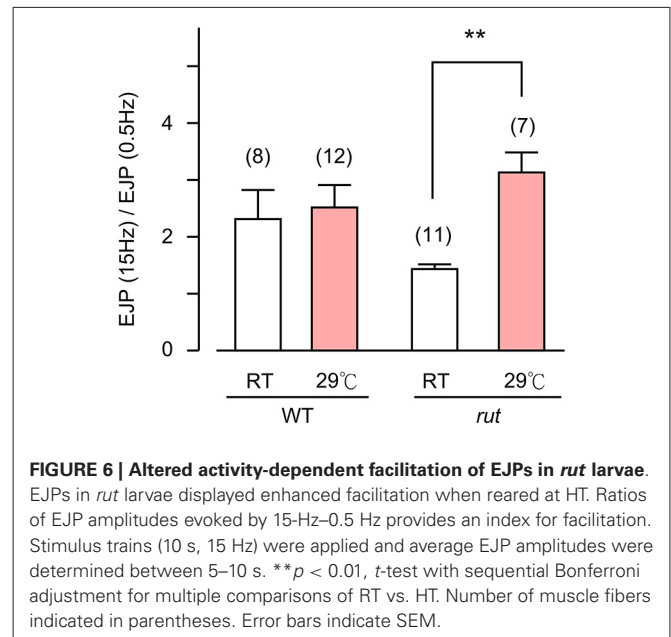 **
(7)
(8) (12)
(11)
EJP (15Hz) / EJP (0.5Hz)
4
2
0
RT 29℃ RT 29℃
WT rut
FIGURE 6 | Altered activity-dependent facilitation of EJPs in rut larvae.
EJPs in rut larvae displayed enhanced facilitation when reared at HT. Ratios
of EJP amplitudes evoked by 15-Hz–0.5 Hz provides an index for facilitation.
Stimulus trains (10 s, 15 Hz) were applied and average EJP amplitudes were
determined between 5–10 s. **p < 0.01, t-test with sequential Bonferroni
adjustment for multiple comparisons of RT vs. HT. Number of muscle fibers
indicated in parentheses. Error bars indicate SEM.